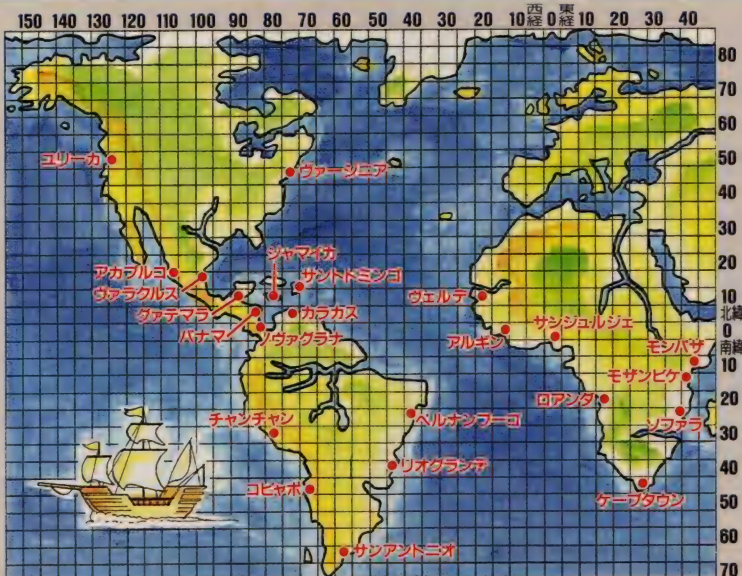 150 140 130 120 110 100 90 80 70 60 50 40 30 20 10 西経 0 東経 10 20 30 40
80
70
60
50
40
30
20
10
北緯
0
南緯
10
20
30
40
50
60
70
ユリーカ
ヴァージニア
ジャマイカ
アカプルコ
サントドミンゴ
ヴァラクルス
ヴェルデ
グァテマラ
カラカス
パナマ
ノヴァグラナ
アルギン
サンジュルジェ
モンバサ
モザンビケ
ロアンダ
ソファラ
チャンチャン
ペルナンブーゴ
リオグランデ
コピャポ
ケープタウン
サンアントニオ